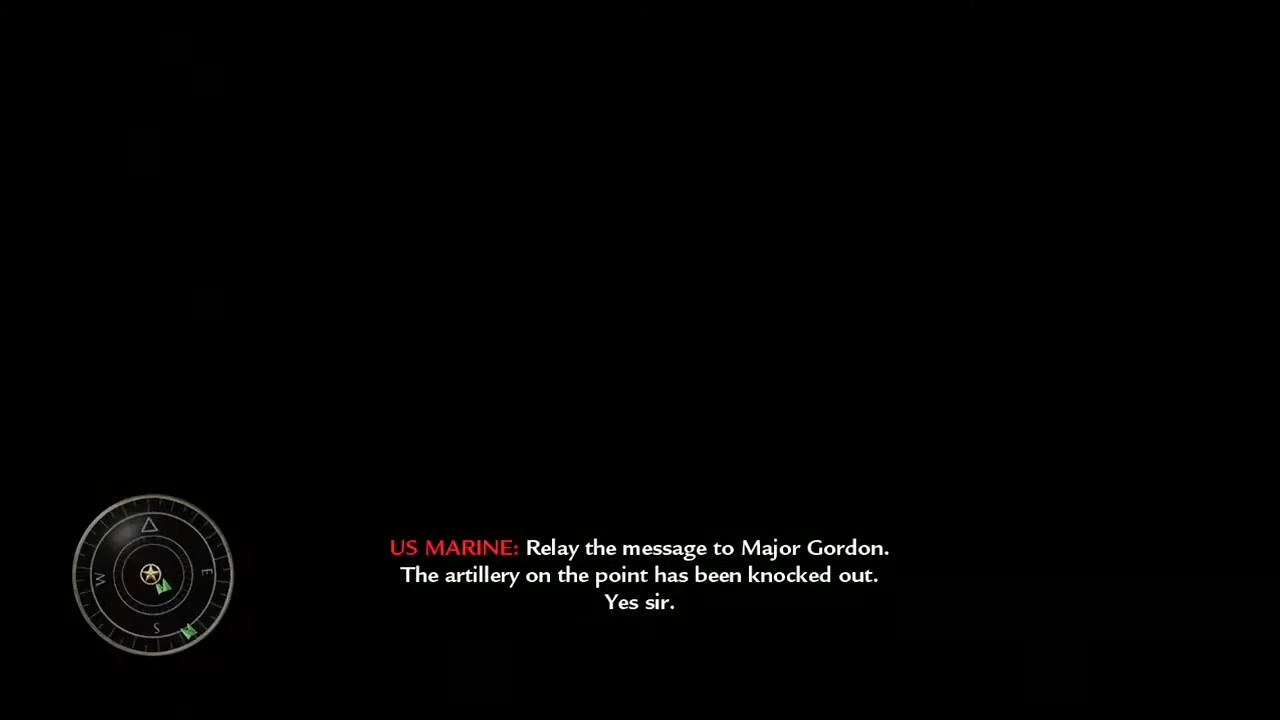 US MARINE: Relay the message to Major Gordon.
The artillery on the point has been knocked out.
Yes sir.
W
E
S